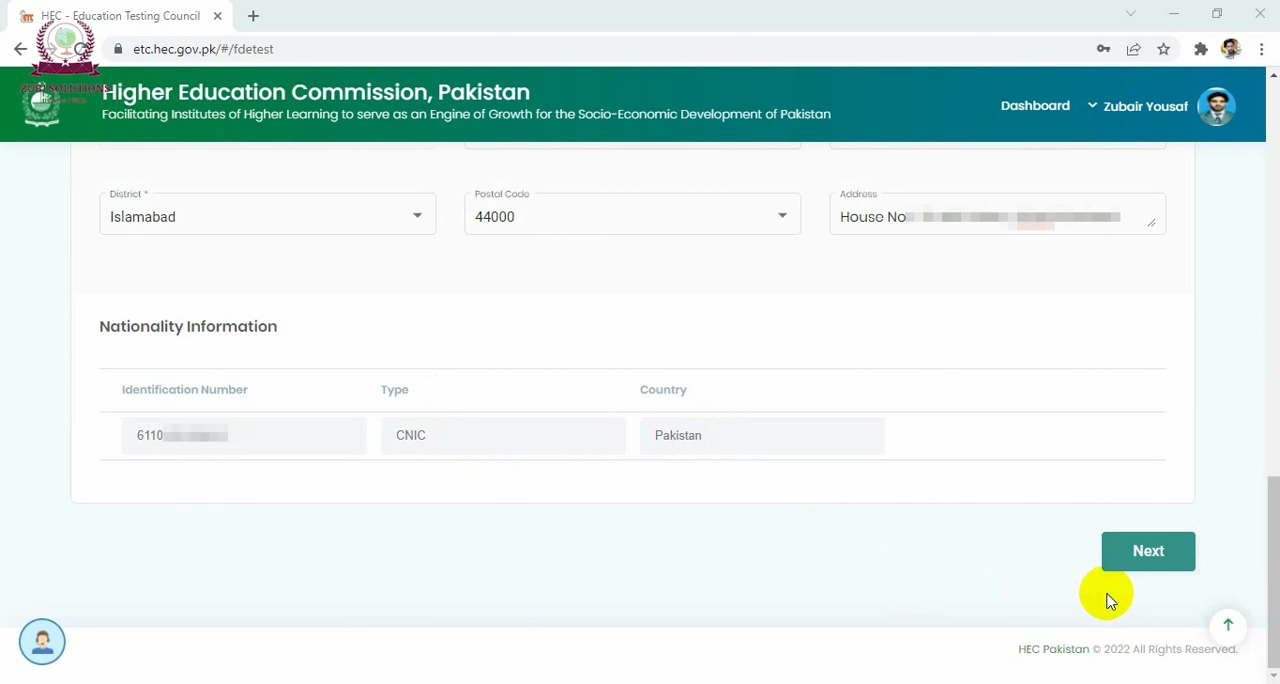 HEC - Education Testing Council
etc.hec.gov.pk/#/fdetest
Higher Education Commission, Pakistan
Facilitating Institutes of Higher Learning to serve as an Engine of Growth for the Socio-Economic Development of Pakistan
Dashboard
Zubair Yousaf
District *
Islamabad
Postal Code
44000
Address
House No
Nationality Information
Identification Number
Type
Country
6110
CNIC
Pakistan
Next
HEC Pakistan © 2022 All Rights Reserved.